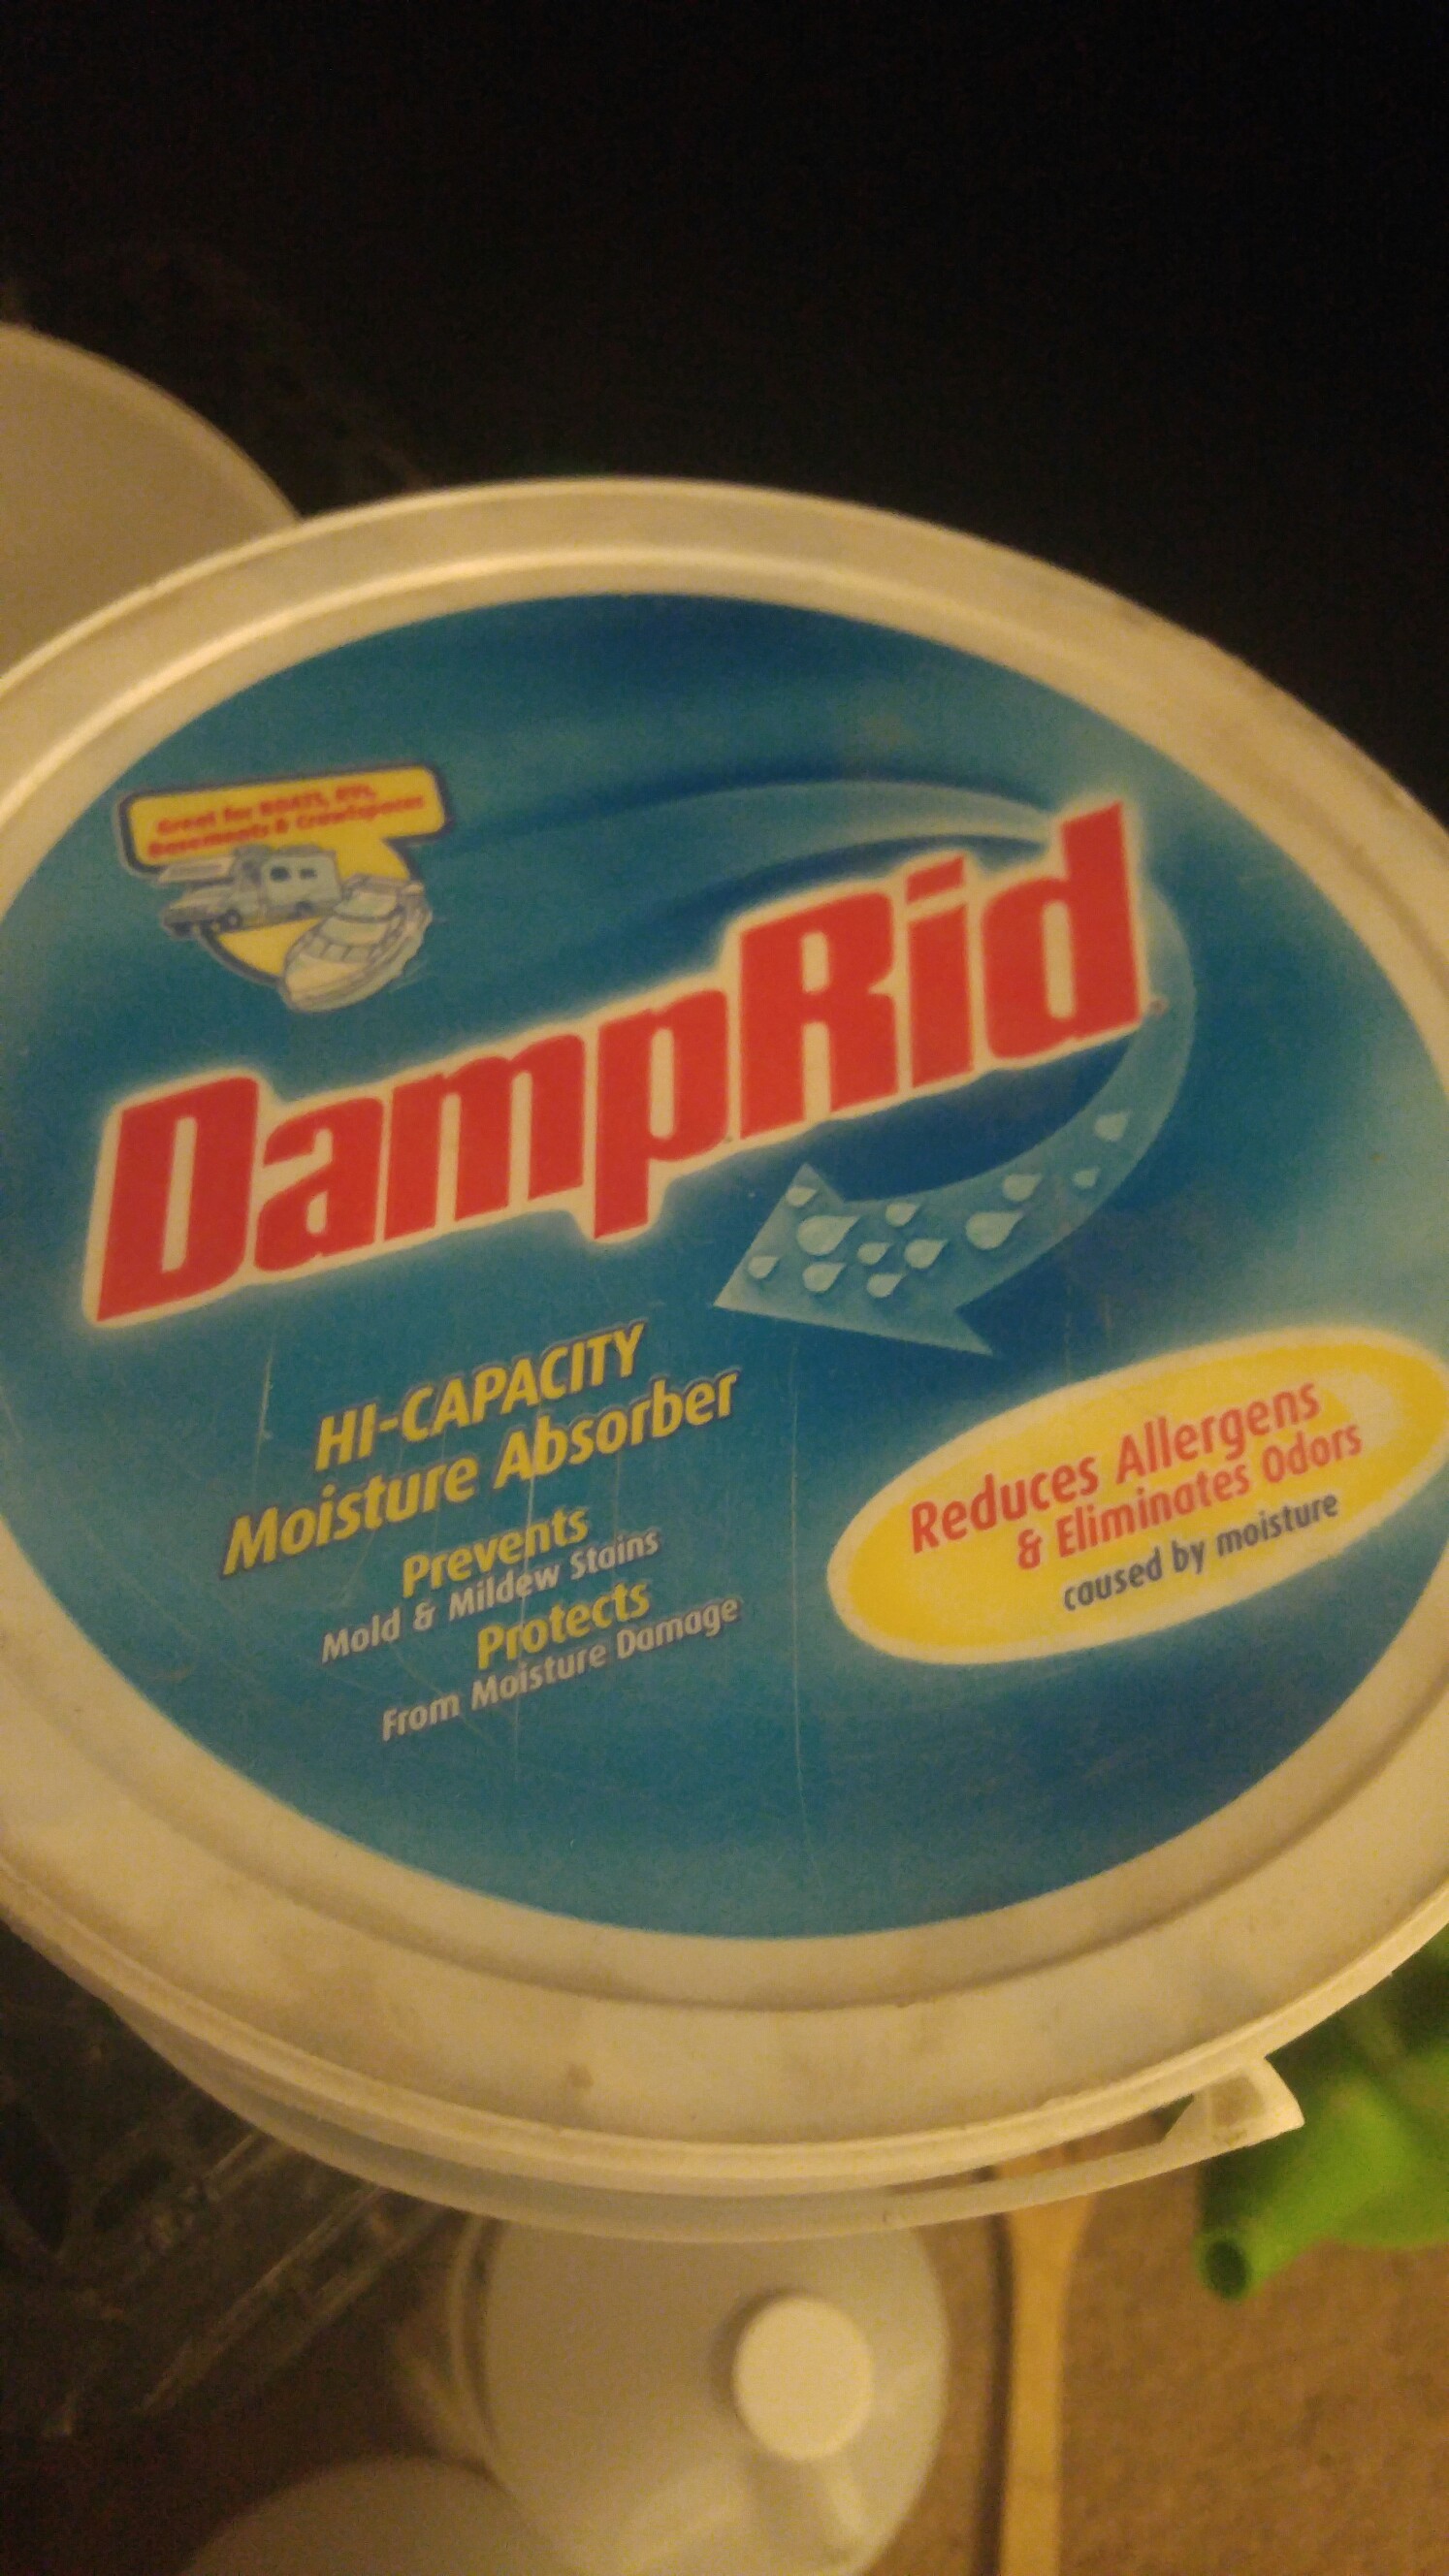 Great for BOATS, RVs,
Basements & Crawlspaces
DampRid
HI-CAPACITY
Moisture Absorber
Prevents
Mold & Mildew Stains
Protects
From Moisture Damage
Reduces Allergens
& Eliminates Odors
caused by moisture